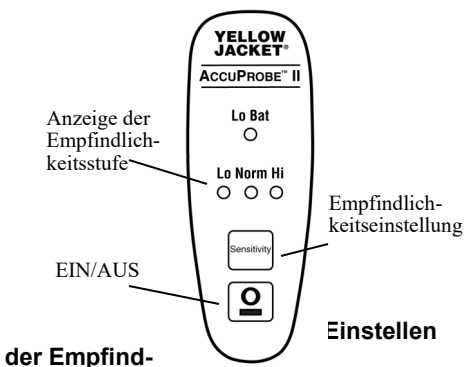 YELLOW
JACKET®
ACCUPROBE™ II
Lo Bat
Anzeige der
Empfindlich-
keitsstufe
Lo Norm Hi
Empfindlich-
keitseinstellung
Sensitivity
EIN/AUS
Einstellen
der Empfind-